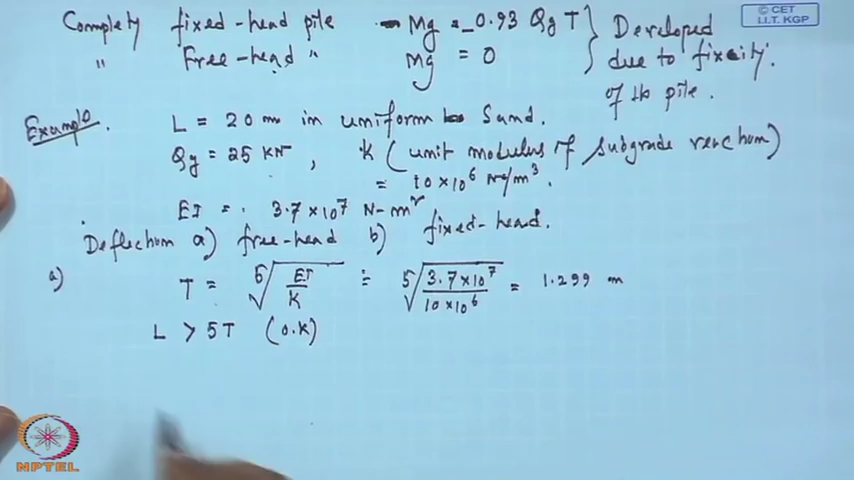 Complety fixed-head pile - Mg = -0.93 Qg T } Developed
" Free-head " Mg = 0 due to fixity.
of th pile.
© CET
I.I.T. KGP
Example. L = 20 m in uniform Sand.
Qg = 25 KN, K (unit modulus of subgrade reaction)
= 10×10⁶ N/m³.
EI = 3.7×10⁷ N-m²
Deflection a) free-head b) fixed-head.
a) T = ⁵√(EI/K) = ⁵√(3.7×10⁷/10×10⁶) = 1.299 m
L > 5T (O.K)
NPTEL